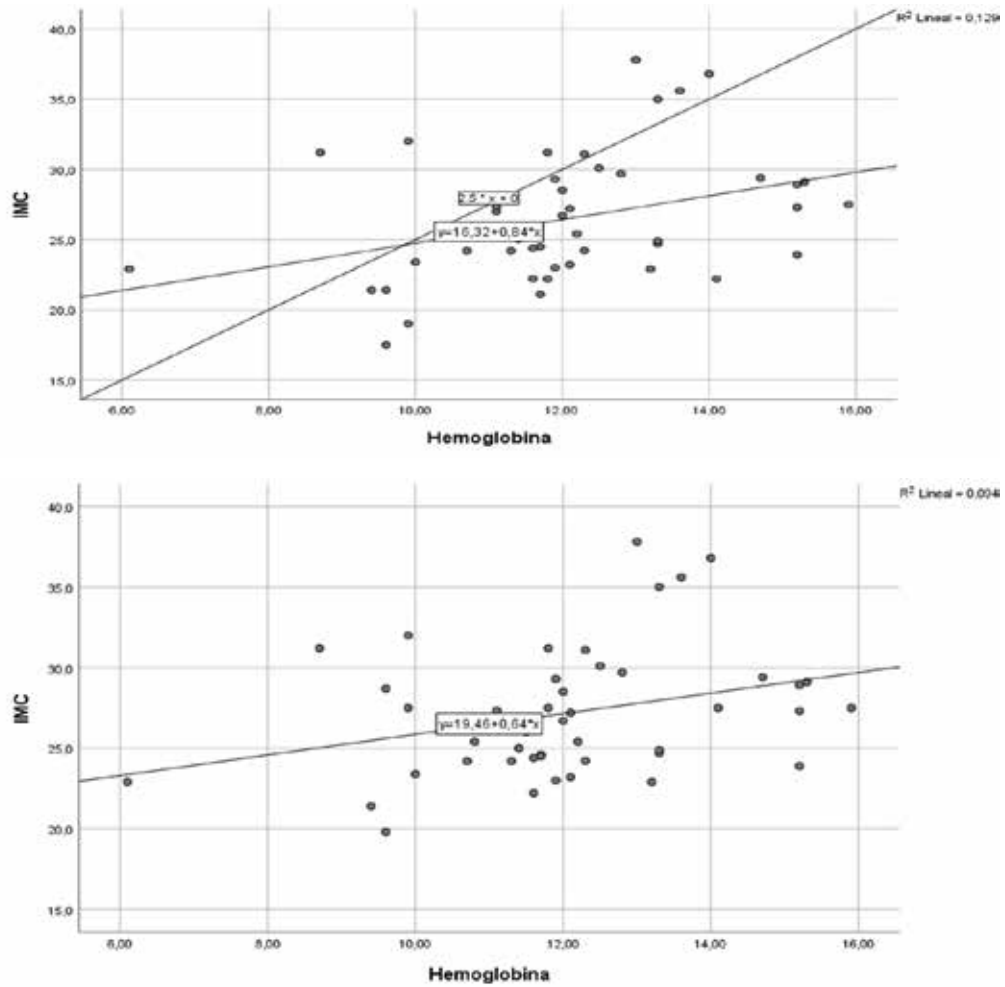 40,0
R² Lineal = 0,129
35,0
30,0
IMC
2.5 * x + 0
y=16,32+0,84*x
25,0
20,0
15,0
6,00 8,00 10,00 12,00 14,00 16,00
Hemoglobina
40,0
R² Lineal = 0,094
35,0
30,0
IMC
y=19,46+0,64*x
25,0
20,0
15,0
6,00 8,00 10,00 12,00 14,00 16,00
Hemoglobina